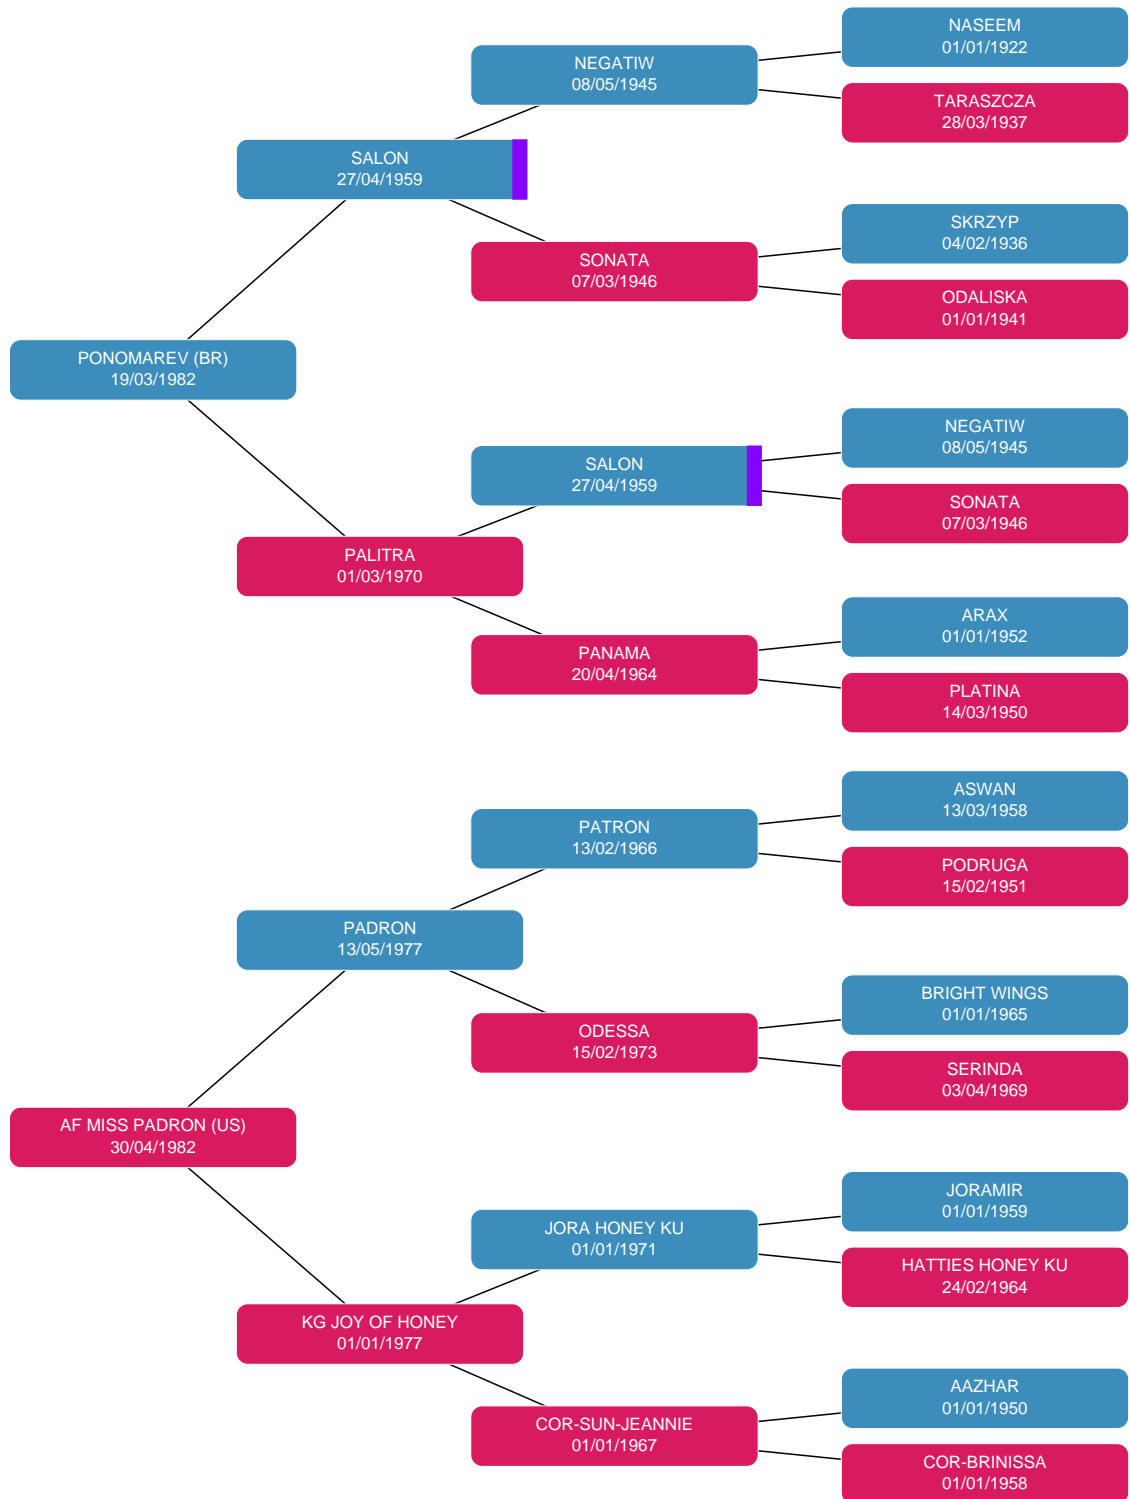 NASEEM
01/01/1922
NEGATIW
08/05/1945
TARASZCZA
28/03/1937
SALON
27/04/1959
SKRZYP
04/02/1936
SONATA
07/03/1946
ODALISKA
01/01/1941
PONOMAREV (BR)
19/03/1982
NEGATIW
08/05/1945
SALON
27/04/1959
SONATA
07/03/1946
PALITRA
01/03/1970
ARAX
01/01/1952
PANAMA
20/04/1964
PLATINA
14/03/1950
ASWAN
13/03/1958
PATRON
13/02/1966
PODRUGA
15/02/1951
PADRON
13/05/1977
BRIGHT WINGS
01/01/1965
ODESSA
15/02/1973
SERINDA
03/04/1969
AF MISS PADRON (US)
30/04/1982
JORAMIR
01/01/1959
JORA HONEY KU
01/01/1971
HATTIES HONEY KU
24/02/1964
KG JOY OF HONEY
01/01/1977
AAZHAR
01/01/1950
COR-SUN-JEANNIE
01/01/1967
COR-BRINISSA
01/01/1958